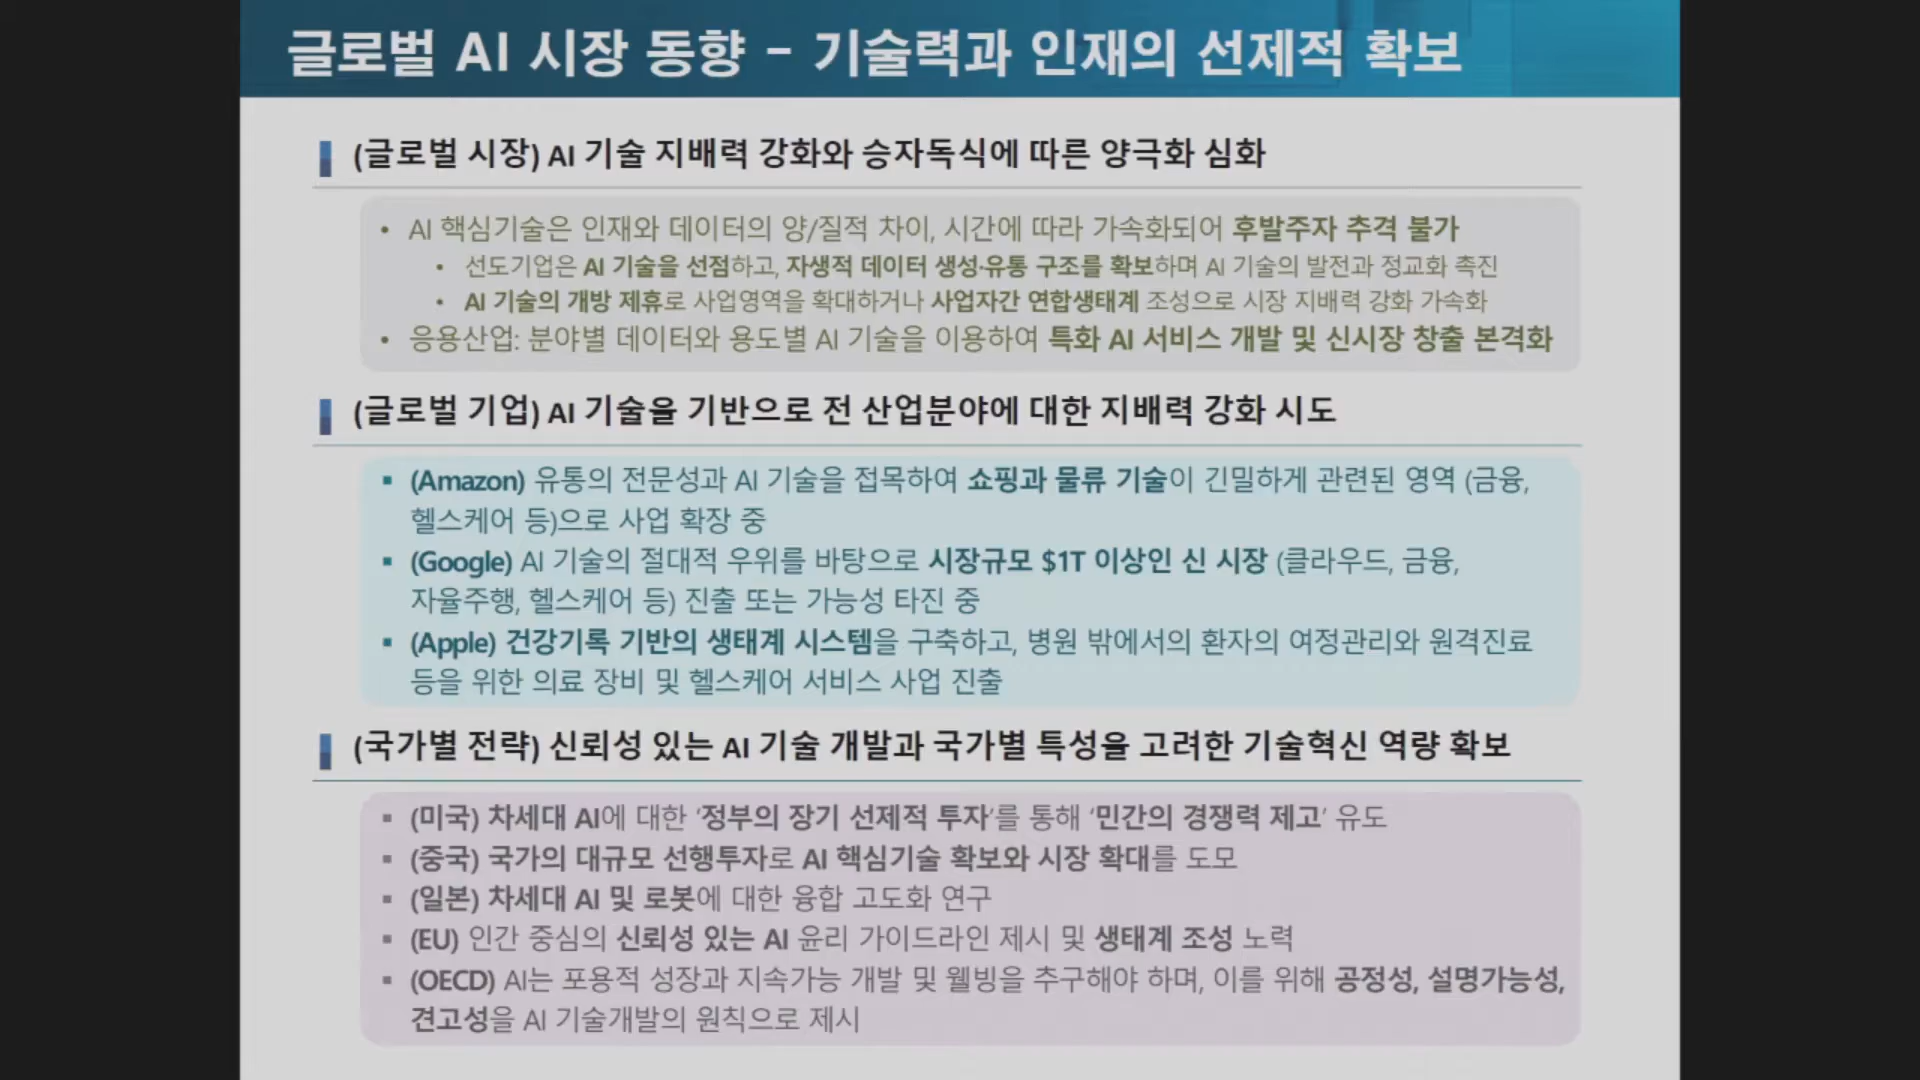 글로벌 AI 시장 동향 - 기술력과 인재의 선제적 확보
(글로벌 시장) AI 기술 지배력 강화와 승자독식에 따른 양극화 심화
• AI 핵심기술은 인재와 데이터의 양/질적 차이, 시간에 따라 가속화되어 후발주자 추격 불가
• 선도기업은 AI 기술을 선점하고, 자생적 데이터 생성·유통 구조를 확보하며 AI 기술의 발전과 정교화 촉진
• AI 기술의 개방 제휴로 사업영역을 확대하거나 사업자간 연합생태계 조성으로 시장 지배력 강화 가속화
• 응용산업: 분야별 데이터와 용도별 AI 기술을 이용하여 특화 AI 서비스 개발 및 신시장 창출 본격화
(글로벌 기업) AI 기술을 기반으로 전 산업분야에 대한 지배력 강화 시도
▪ (Amazon) 유통의 전문성과 AI 기술을 접목하여 쇼핑과 물류 기술이 긴밀하게 관련된 영역 (금융,
헬스케어 등)으로 사업 확장 중
▪ (Google) AI 기술의 절대적 우위를 바탕으로 시장규모 $1T 이상인 신 시장 (클라우드, 금융,
자율주행, 헬스케어 등) 진출 또는 가능성 타진 중
▪ (Apple) 건강기록 기반의 생태계 시스템을 구축하고, 병원 밖에서의 환자의 여정관리와 원격진료
등을 위한 의료 장비 및 헬스케어 서비스 사업 진출
(국가별 전략) 신뢰성 있는 AI 기술 개발과 국가별 특성을 고려한 기술혁신 역량 확보
▪ (미국) 차세대 AI에 대한 ‘정부의 장기 선제적 투자’를 통해 ‘민간의 경쟁력 제고’ 유도
▪ (중국) 국가의 대규모 선행투자로 AI 핵심기술 확보와 시장 확대를 도모
▪ (일본) 차세대 AI 및 로봇에 대한 융합 고도화 연구
▪ (EU) 인간 중심의 신뢰성 있는 AI 윤리 가이드라인 제시 및 생태계 조성 노력
▪ (OECD) AI는 포용적 성장과 지속가능 개발 및 웰빙을 추구해야 하며, 이를 위해 공정성, 설명가능성,
견고성을 AI 기술개발의 원칙으로 제시